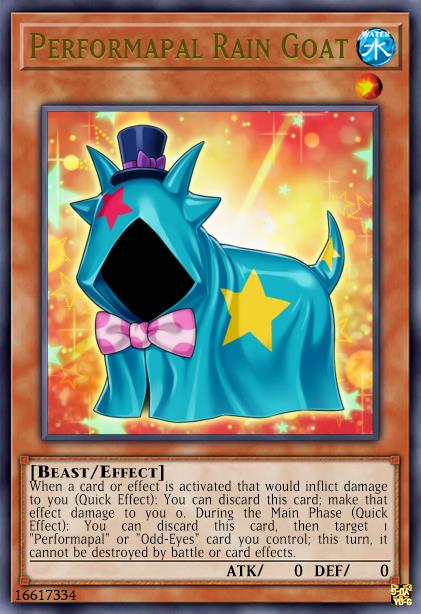 Performapal Rain Goat
WATER
水
[Beast/Effect]
When a card or effect is activated that would inflict damage
to you (Quick Effect): You can discard this card; make that
effect damage to you 0. During the Main Phase (Quick
Effect): You can discard this card, then target 1
"Performapal" or "Odd-Eyes" card you control; this turn, it
cannot be destroyed by battle or card effects.
ATK/ 0 DEF/ 0
16617334